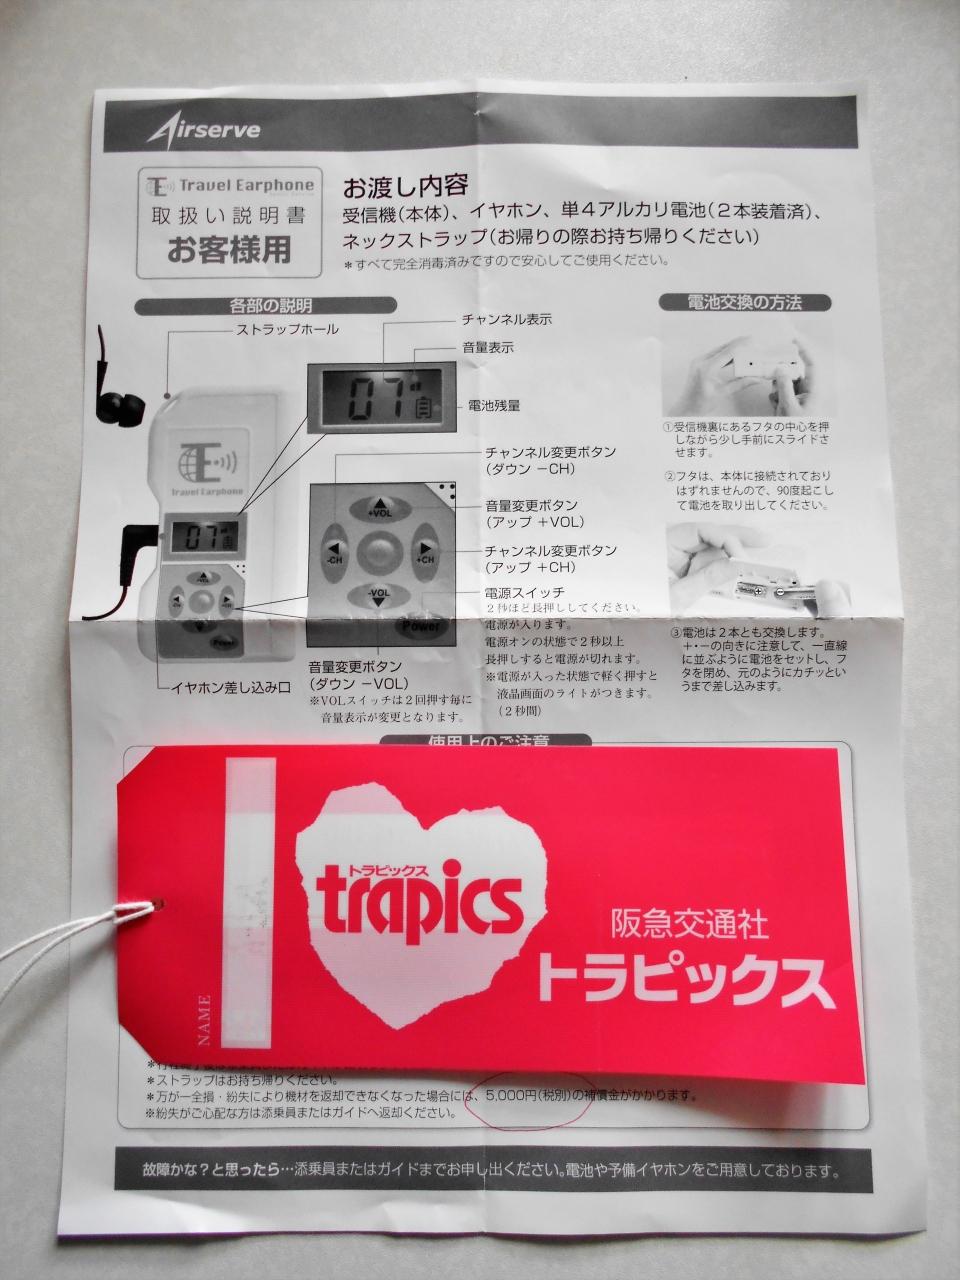 Airserve
TE Travel Earphone
取扱い説明書
お客様用
お渡し内容
受信機(本体)、イヤホン、単4アルカリ電池(2本装着済)、
ネックストラップ(お帰りの際お持ち帰りください)
*すべて完全消毒済みですので安心してご使用ください。
各部の説明
ストラップホール
チャンネル表示
音量表示
電池残量
07
TE
Travel Earphone
07
+VOL
-CH
+CH
-VOL
Power
+VOL
-CH
+CH
Power
チャンネル変更ボタン
(ダウン −CH)
音量変更ボタン
(アップ +VOL)
チャンネル変更ボタン
(アップ +CH)
電源スイッチ
2秒ほど長押ししてください。
電源が入ります。
電源オンの状態で2秒以上
長押しすると電源が切れます。
※電源が入った状態で軽く押すと
液晶画面のライトがつきます。
(2秒間)
イヤホン差し込み口
音量変更ボタン
(ダウン −VOL)
※VOLスイッチは2回押す毎に
音量表示が変更となります。
電池交換の方法
①受信機裏にあるフタの中心を押
しながら少し手前にスライドさ
せます。
②フタは、本体に接続されており
はずれませんので、90度起こし
て電池を取り出してください。
③電池は2本とも交換します。
+・−の向きに注意して、一直線
に並ぶように電池をセットし、フ
タを閉め、元のようにカチッとい
うまで差し込みます。
使用上のご注意
NAME
トラピックス
trapics
阪急交通社
トラピックス
*ストラップはお持ち帰りください。
*万が一全損・紛失により機材を返却できなくなった場合には、5,000円(税別)の補償金がかかります。
※紛失がご心配な方は添乗員またはガイドへ返却ください。
故障かな?と思ったら…添乗員またはガイドまでお申し出ください。電池や予備イヤホンをご用意しております。